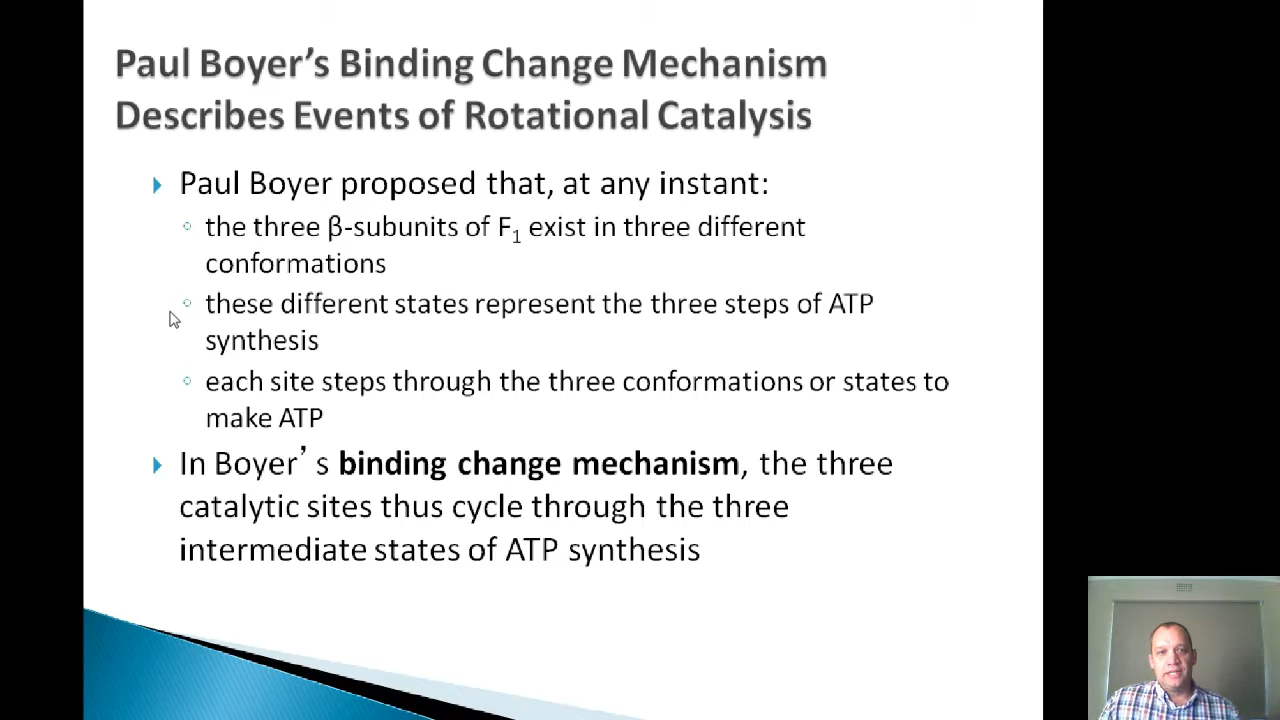 Paul Boyer’s Binding Change Mechanism
Describes Events of Rotational Catalysis
Paul Boyer proposed that, at any instant:
the three β-subunits of F1 exist in three different
conformations
these different states represent the three steps of ATP
synthesis
each site steps through the three conformations or states to
make ATP
In Boyer’s binding change mechanism, the three
catalytic sites thus cycle through the three
intermediate states of ATP synthesis